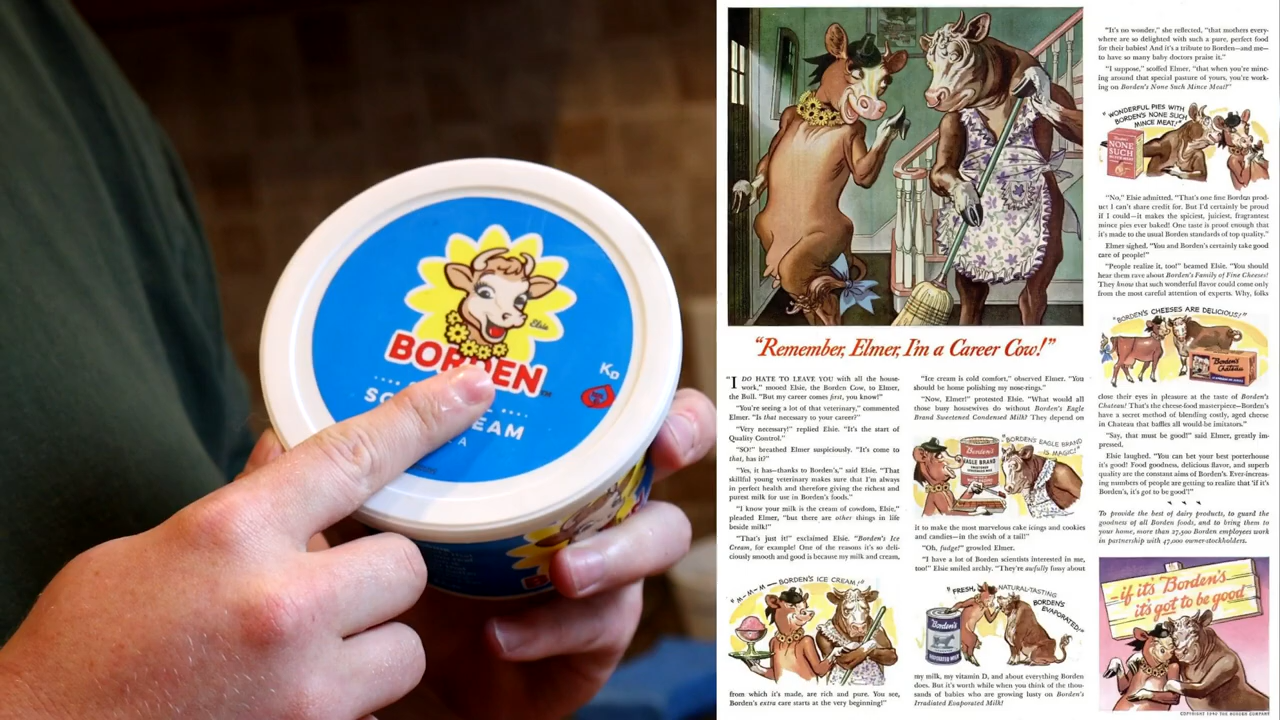 Elsie
BORDEN
KD
"Remember, Elmer, I'm a Career Cow!"
"I DO HATE TO LEAVE YOU with all the house-
work," mooed Elsie, the Borden Cow, to Elmer,
the Bull. "But my career comes first, you know!"
"You're seeing a lot of that veterinary," commented
Elmer. "Is that necessary to your career?"
"Very necessary!" replied Elsie. "It's the start of
Quality Control."
"SO!" breathed Elmer suspiciously. "It's come to
that, has it?"
"Yes, it has—thanks to Borden's," said Elsie. "That
skillful young veterinary makes sure that I'm always
in perfect health and therefore giving the richest and
purest milk for use in Borden's foods."
"I know your milk is the cream of cowdom, Elsie,"
pleaded Elmer, "but there are other things in life
beside milk!"
"That's just it!" exclaimed Elsie. "Borden's Ice
Cream, for example! One of the reasons it's so deli-
ciously smooth and good is because my milk and cream,
"M-M-M—BORDEN'S ICE CREAM!"
from which it's made, are rich and pure. You see,
Borden's extra care starts at the very beginning!"
"Ice cream is cold comfort," observed Elmer. "You
should be home polishing my nose-rings."
"Now, Elmer!" protested Elsie. "What would all
those busy housewives do without Borden's Eagle
Brand Sweetened Condensed Milk? They depend on
"BORDEN'S EAGLE BRAND
IS MAGIC!"
Borden's
EAGLE BRAND
it to make the most marvelous cake icings and cookies
and candies—in the swish of a tail!"
"Oh, fudge!" growled Elmer.
"I have a lot of Borden scientists interested in me,
too!" Elsie smiled archly. "They're awfully fussy about
"FRESH, NATURAL-TASTING
BORDEN'S
EVAPORATED!"
Borden's
EVAPORATED MILK
my milk, my vitamin D, and about everything Borden
does. But it's worth while when you think of the thou-
sands of babies who are growing lusty on Borden's
Irradiated Evaporated Milk!
"It's no wonder," she reflected, "that mothers every-
where are so delighted with such a pure, perfect food
for their babies! And it's a tribute to Borden—and me—
to have so many baby doctors praise it."
"I suppose," scoffed Elmer, "that when you're minc-
ing around that special pasture of yours, you're work-
ing on Borden's None Such Mince Meat?"
"WONDERFUL PIES WITH
BORDEN'S NONE SUCH
MINCE MEAT!"
Borden's
NONE
SUCH
MINCE MEAT
"No," Elsie admitted. "That's one fine Borden prod-
uct I can't share credit for. But I'd certainly be proud
if I could—it makes the spiciest, juiciest, fragrantest
mince pies ever baked! One taste is proof enough that
it's made to the usual Borden standards of top quality."
Elmer sighed. "You and Borden's certainly take good
care of people!"
"People realize it, too!" beamed Elsie. "You should
hear them rave about Borden's Family of Fine Cheeses!
They know that such wonderful flavor could come only
from the most careful attention of experts. Why, folks
"BORDEN'S CHEESES ARE DELICIOUS!"
Borden's
Chateau
close their eyes in pleasure at the taste of Borden's
Chateau! That's the cheese-food masterpiece—Borden's
have a secret method of blending costly, aged cheese
in Chateau that baffles all would-be imitators."
"Say, that must be good!" said Elmer, greatly im-
pressed.
Elsie laughed. "You can bet your best porterhouse
it's good! Food goodness, delicious flavor, and superb
quality are the constant aims of Borden's. Ever-increas-
ing numbers of people are getting to realize that 'if it's
Borden's, it's got to be good'!"
To provide the best of dairy products, to guard the
goodness of all Borden foods, and to bring them to
your home, more than 27,500 Borden employees work
in partnership with 47,000 owner-stockholders.
-if it's Borden's
it's got to be good